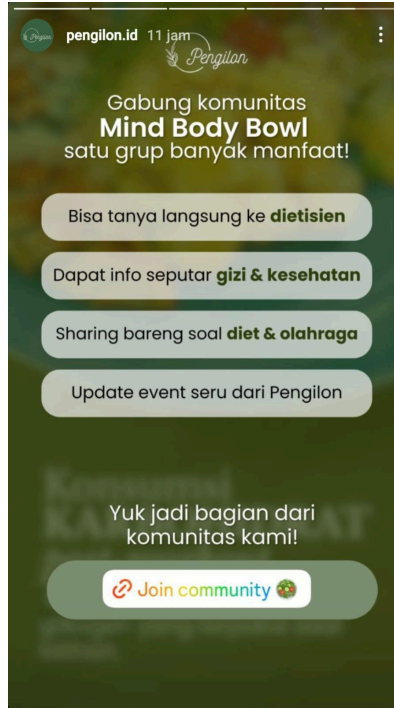 pengilon.id 11 jam
Pengilon
Gabung komunitas
Mind Body Bowl
satu grup banyak manfaat!
Bisa tanya langsung ke dietisien
Dapat info seputar gizi & kesehatan
Sharing bareng soal diet & olahraga
Update event seru dari Pengilon
Konsumsi
Yuk jadi bagian dari
komunitas kami!
Join community